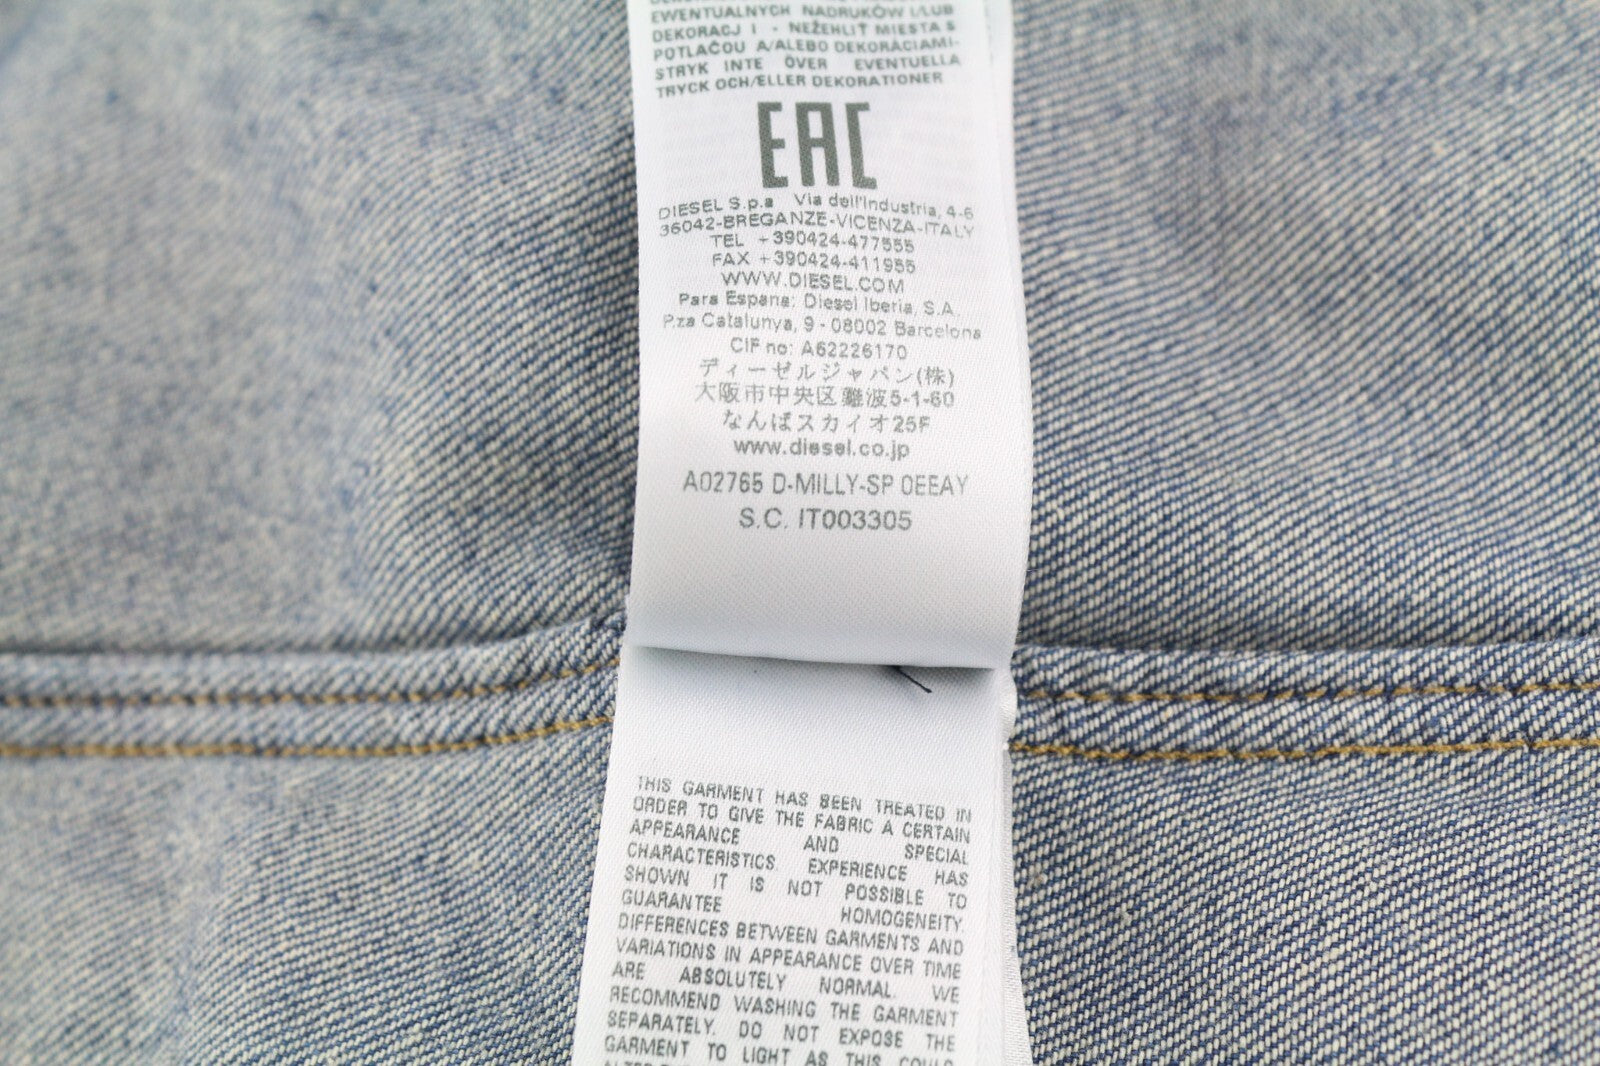 EWENTUALNYCH NADRUKÓW I/LUB
DEKORACJ I - NEŽEHLIŤ MIESTA S
POTLAČOU A/ALEBO DEKORÁCIAMI-
STRYK INTE ÖVER EVENTUELLA
TRYCK OCH/ELLER DEKORATIONER
EAC
DIESEL S.p.a Via dell'Industria, 4-6
36042-BREGANZE-VICENZA-ITALY
TEL +390424-477555
FAX +390424-411955
WWW.DIESEL.COM
Para Espana: Diesel Iberia, S.A.
P.za Catalunya, 9 - 08002 Barcelona
CIF no: A62226170
ディーゼルジャパン(株)
大阪市中央区難波5-1-60
なんばスカイオ25F
www.diesel.co.jp
A02765 D-MILLY-SP 0EEAY
S.C. IT003305
THIS GARMENT HAS BEEN TREATED IN
ORDER TO GIVE THE FABRIC A CERTAIN
APPEARANCE AND SPECIAL
CHARACTERISTICS. EXPERIENCE HAS
SHOWN IT IS NOT POSSIBLE TO
GUARANTEE HOMOGENEITY.
DIFFERENCES BETWEEN GARMENTS AND
VARIATIONS IN APPEARANCE OVER TIME
ARE ABSOLUTELY NORMAL. WE
RECOMMEND WASHING THE GARMENT
SEPARATELY. DO NOT EXPOSE THE
GARMENT TO LIGHT AS THIS COULD